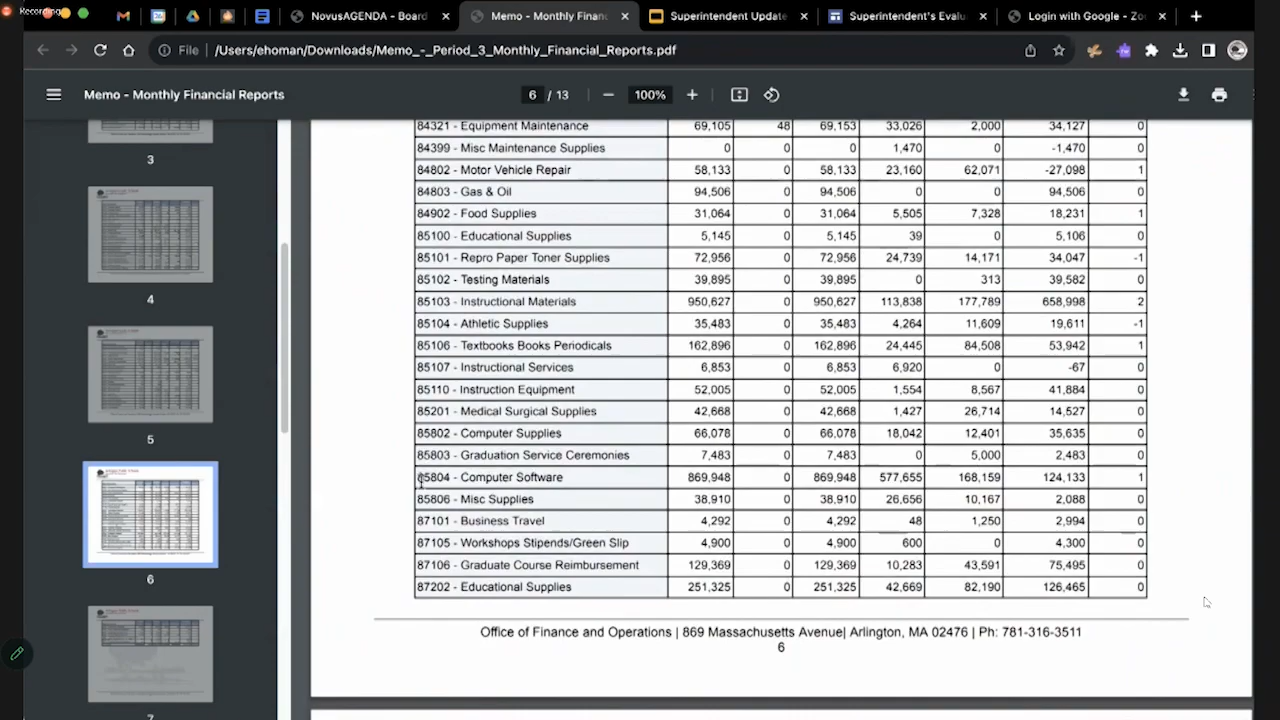 Recording
NovusAGENDA - Board
Memo - Monthly Financ
Superintendent Update
Superintendent's Evalu
Login with Google - Zo
File | /Users/ehoman/Downloads/Memo_-_Period_3_Monthly_Financial_Reports.pdf
Memo - Monthly Financial Reports
6 / 13
100%
3
4
5
6
7
84321 - Equipment Maintenance 69,105 48 69,153 33,026 2,000 34,127 0
84399 - Misc Maintenance Supplies 0 0 0 1,470 0 -1,470 0
84802 - Motor Vehicle Repair 58,133 0 58,133 23,160 62,071 -27,098 1
84803 - Gas & Oil 94,506 0 94,506 0 0 94,506 0
84902 - Food Supplies 31,064 0 31,064 5,505 7,328 18,231 1
85100 - Educational Supplies 5,145 0 5,145 39 0 5,106 0
85101 - Repro Paper Toner Supplies 72,956 0 72,956 24,739 14,171 34,047 -1
85102 - Testing Materials 39,895 0 39,895 0 313 39,582 0
85103 - Instructional Materials 950,627 0 950,627 113,838 177,789 658,998 2
85104 - Athletic Supplies 35,483 0 35,483 4,264 11,609 19,611 -1
85106 - Textbooks Books Periodicals 162,896 0 162,896 24,445 84,508 53,942 1
85107 - Instructional Services 6,853 0 6,853 6,920 0 -67 0
85110 - Instruction Equipment 52,005 0 52,005 1,554 8,567 41,884 0
85201 - Medical Surgical Supplies 42,668 0 42,668 1,427 26,714 14,527 0
85802 - Computer Supplies 66,078 0 66,078 18,042 12,401 35,635 0
85803 - Graduation Service Ceremonies 7,483 0 7,483 0 5,000 2,483 0
85804 - Computer Software 869,948 0 869,948 577,655 168,159 124,133 1
85806 - Misc Supplies 38,910 0 38,910 26,656 10,167 2,088 0
87101 - Business Travel 4,292 0 4,292 48 1,250 2,994 0
87105 - Workshops Stipends/Green Slip 4,900 0 4,900 600 0 4,300 0
87106 - Graduate Course Reimbursement 129,369 0 129,369 10,283 43,591 75,495 0
87202 - Educational Supplies 251,325 0 251,325 42,669 82,190 126,465 0
Office of Finance and Operations | 869 Massachusetts Avenue| Arlington, MA 02476 | Ph: 781-316-3511
6